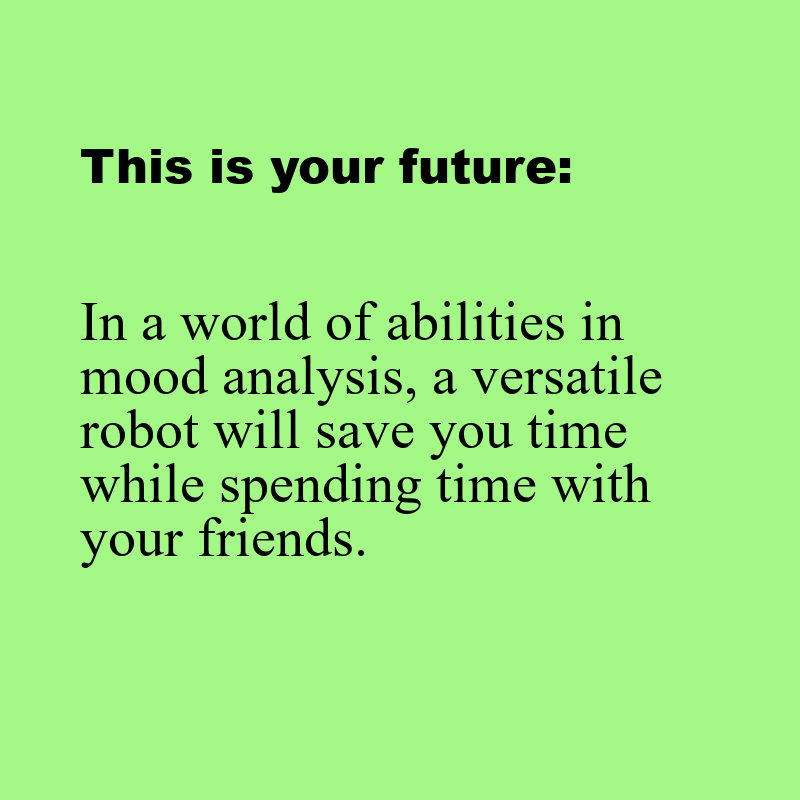 This is your future:
In a world of abilities in
mood analysis, a versatile
robot will save you time
while spending time with
your friends.